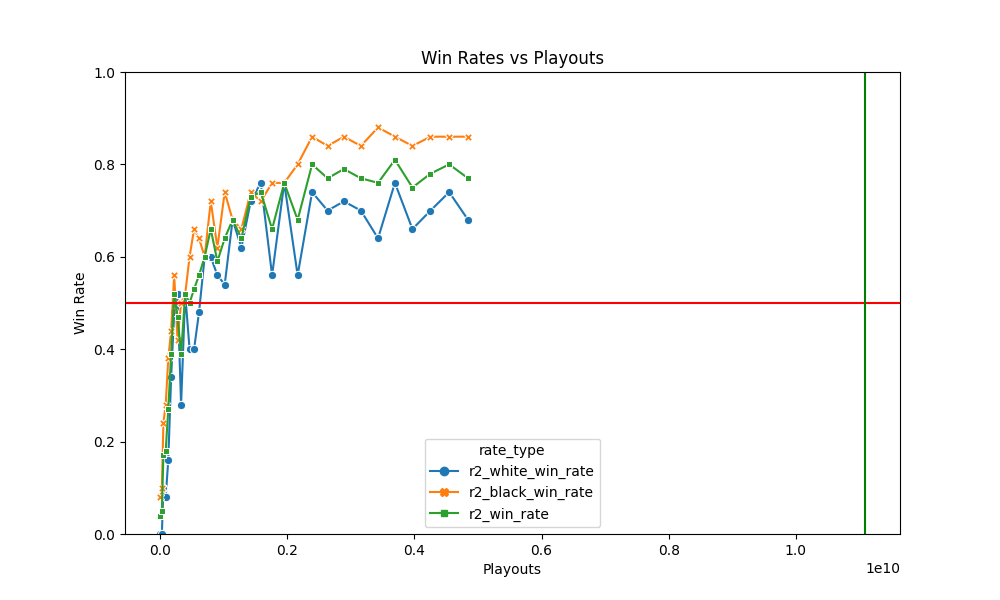 Win Rates vs Playouts
1.0
0.8
0.6
0.4
0.2
0.0
Win Rate
rate_type
r2_white_win_rate
r2_black_win_rate
r2_win_rate
0.0 0.2 0.4 0.6 0.8 1.0
1e10
Playouts